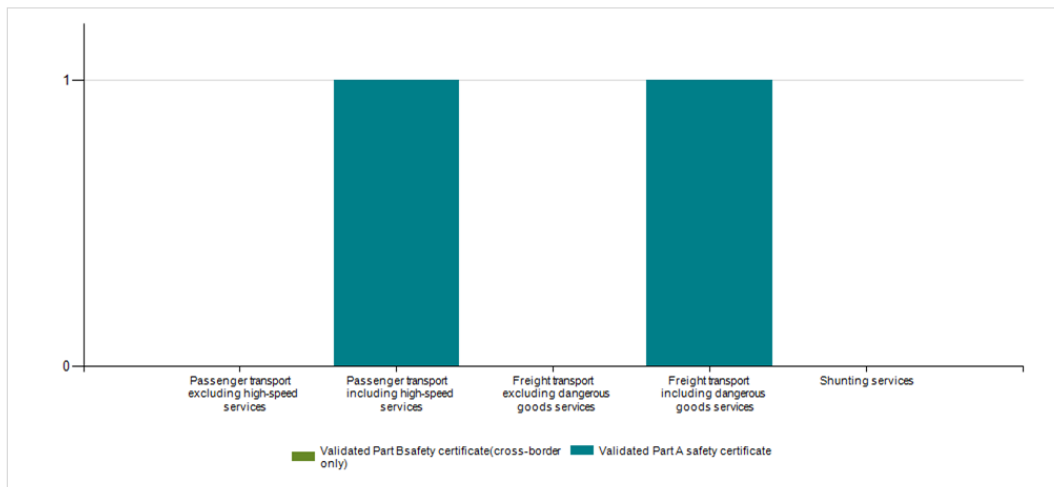 1
0
Passenger transport
excluding high-speed
services
Passenger transport
including high-speed
services
Freight transport
excluding dangerous
goods services
Freight transport
including dangerous
goods services
Shunting services
Validated Part Bsafety certificate(cross-border
only)
Validated Part A safety certificate